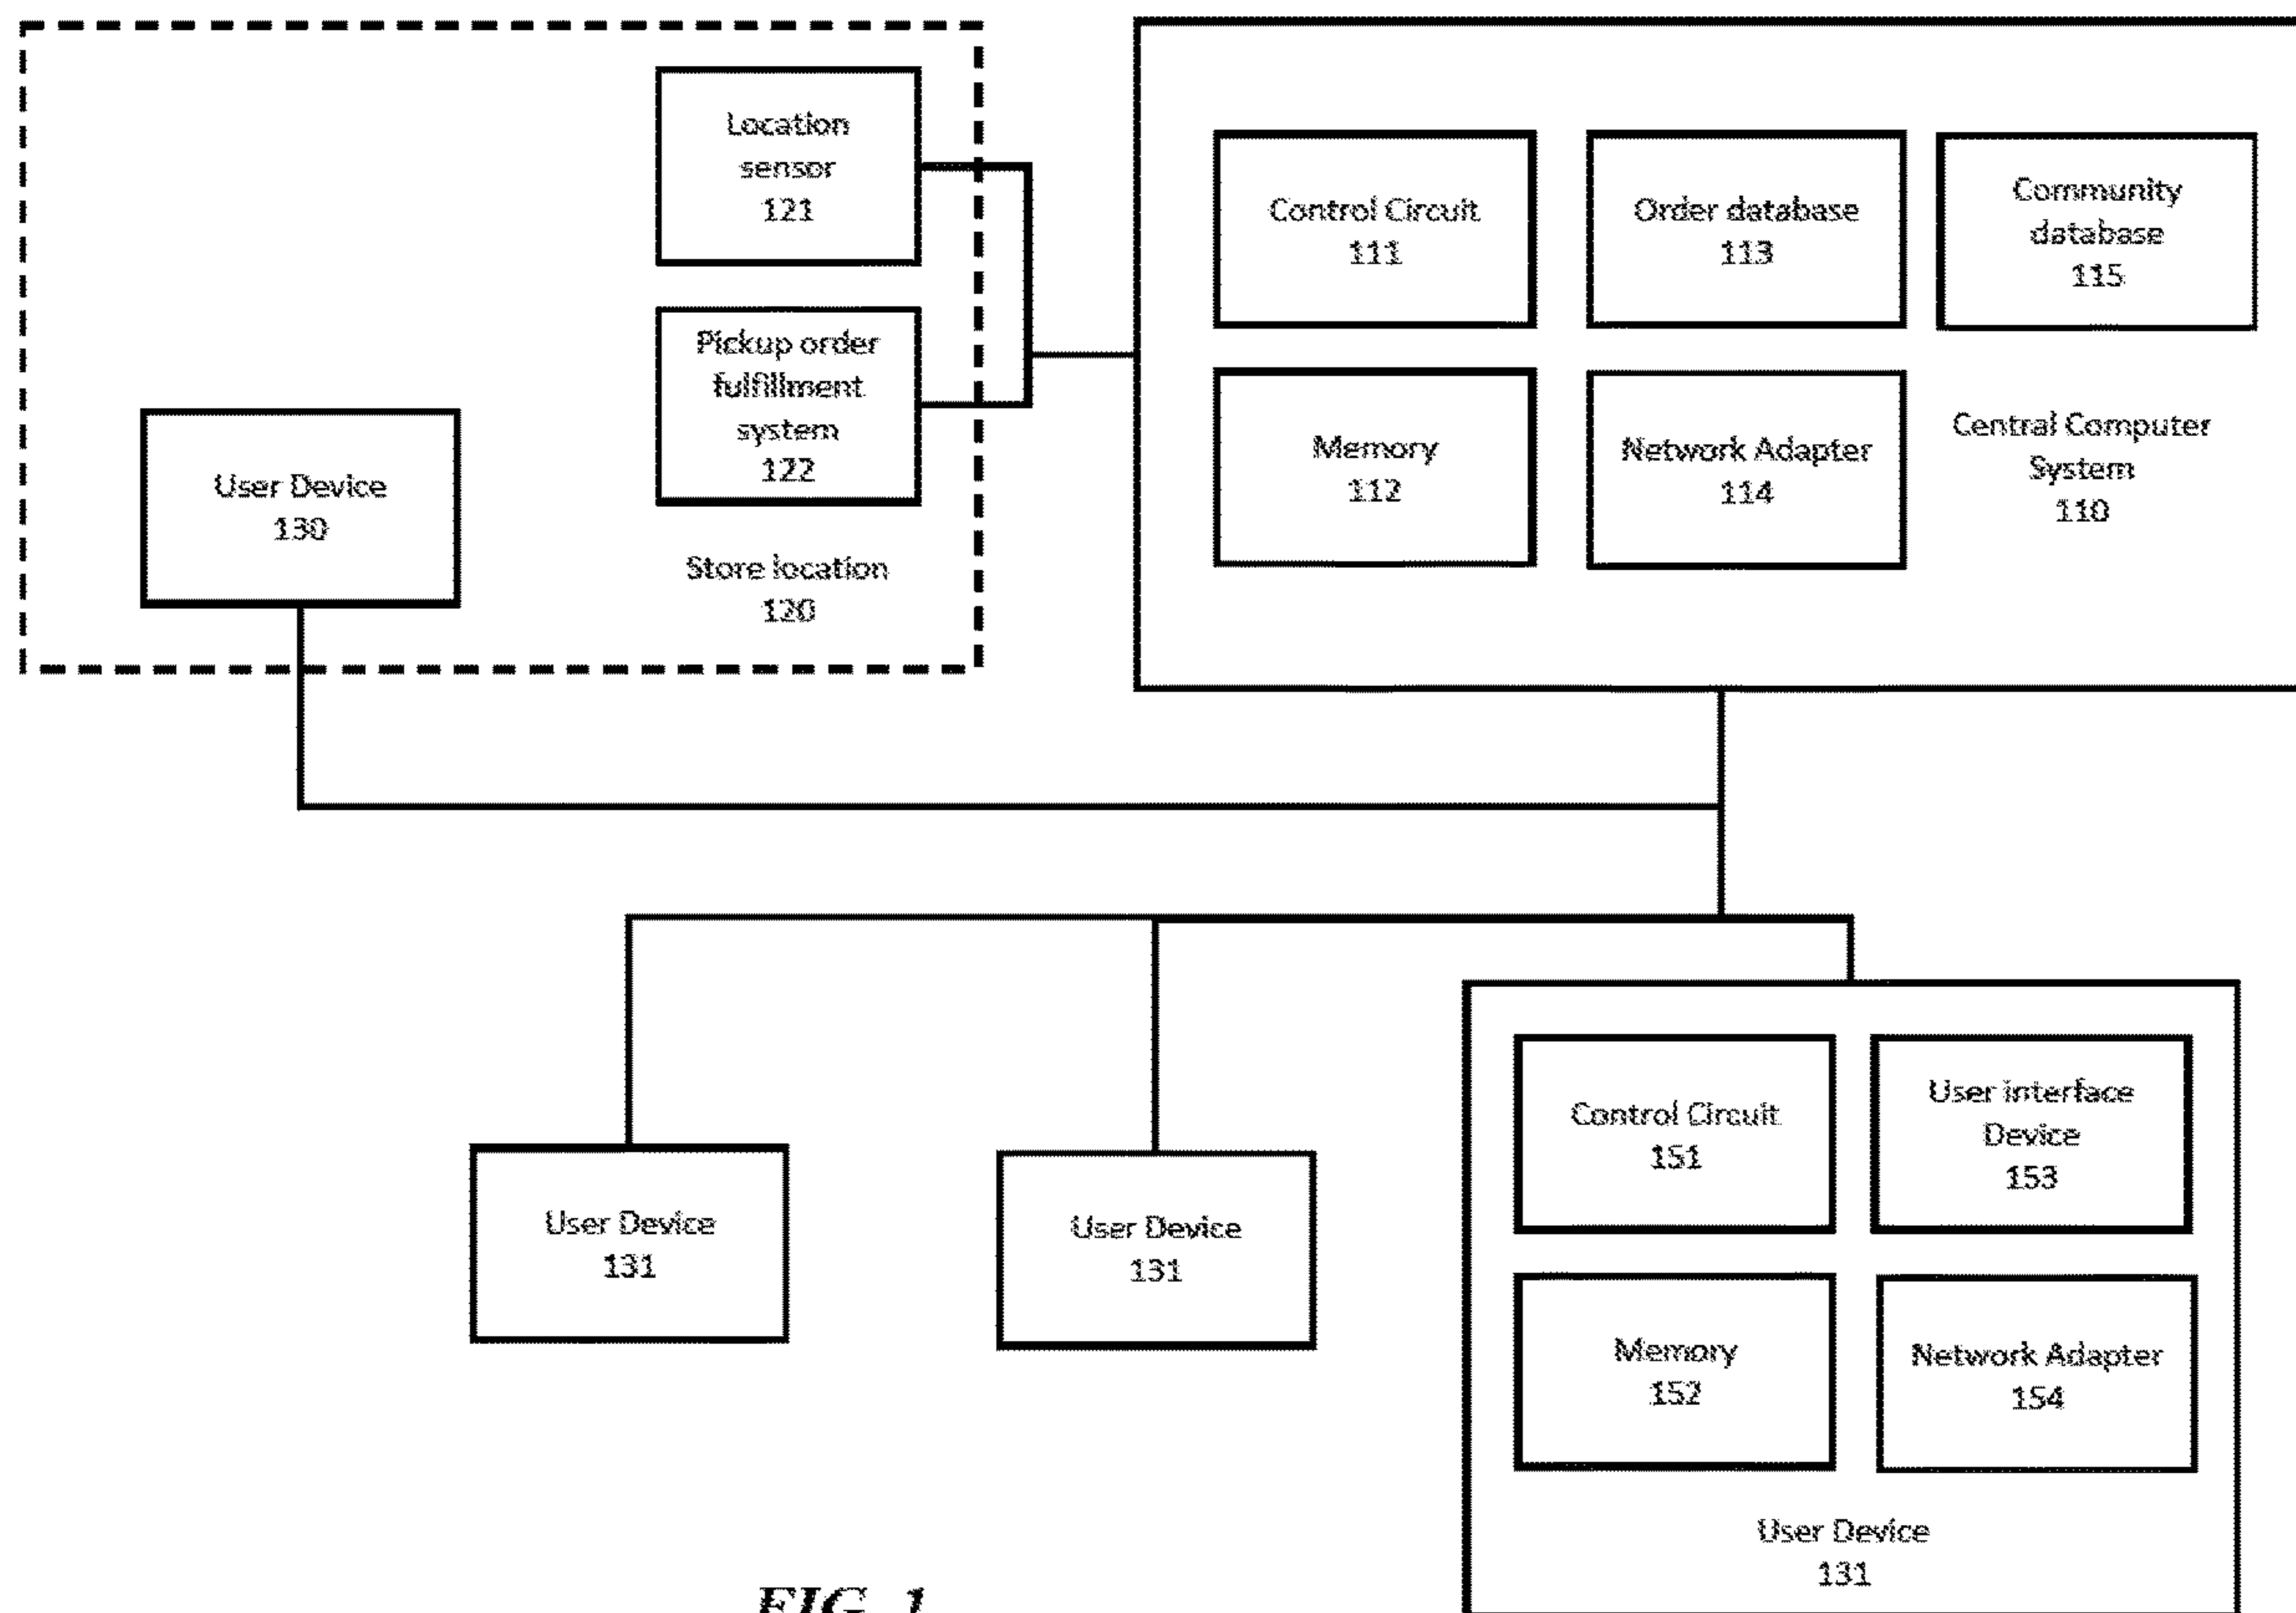 Location
sensor
121
Pickup order
fulfillment
system
122
User Device
130
Store location
120
Control Circuit
111
Order database
113
Community
database
115
Memory
112
Network Adapter
114
Central Computer
System
110
User Device
131
User Device
131
Control Circuit
151
User interface
Device
153
Memory
152
Network Adapter
154
User Device
131
FIG. 1